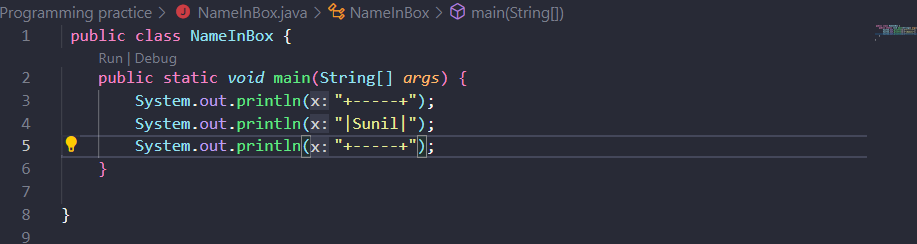 Programming practice > J NameInBox.java > NameInBox > main(String[])
1 public class NameInBox {
Run | Debug
2 public static void main(String[] args) {
3 System.out.println(x: "+-----+");
4 System.out.println(x: "|Sunil|");
5 System.out.println(x: "+-----+");
6 }
7
8 }
9